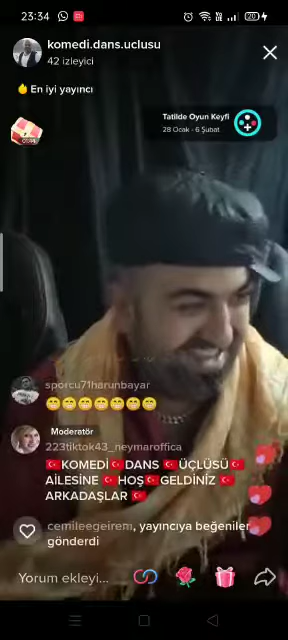 23:34
20
komedi.dans.uclusu
42 izleyici
En iyi yayıncı
Tatilde Oyun Keyfi
28 Ocak - 6 Şubat
sporcu71harunbayar
😁😁😁😁😁😁😁
Moderatör
223tiktok43_neymaroffica
🇹🇷KOMEDİ🇹🇷DANS 🇹🇷ÜÇLÜSÜ🇹🇷
AİLESİNE 🇹🇷HOŞ🇹🇷GELDİNİZ 🇹🇷
ARKADAŞLAR 🇹🇷
cemileegeirem, yayıncıya beğeniler
gönderdi
Yorum ekleyi...